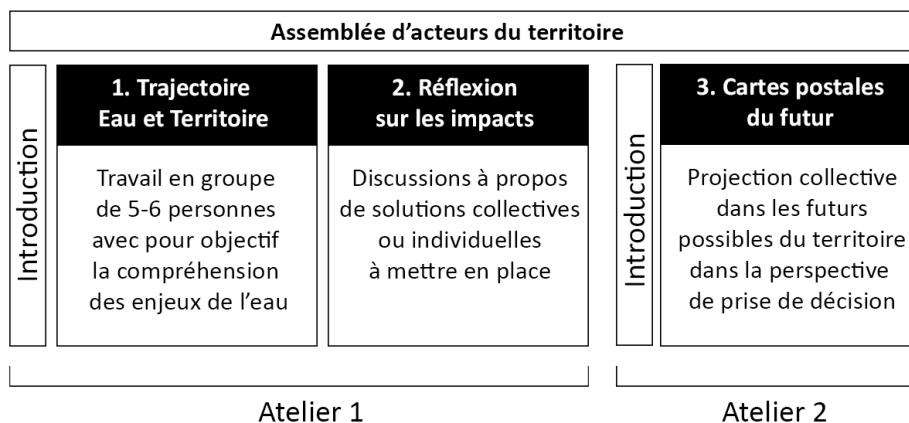 Assemblée d'acteurs du territoire
Introduction
1. Trajectoire
Eau et Territoire
Travail en groupe
de 5-6 personnes
avec pour objectif
la compréhension
des enjeux de l'eau
2. Réflexion
sur les impacts
Discussions à propos
de solutions collectives
ou individuelles
à mettre en place
Introduction
3. Cartes postales
du futur
Projection collective
dans les futurs
possibles du territoire
dans la perspective
de prise de décision
Atelier 1
Atelier 2